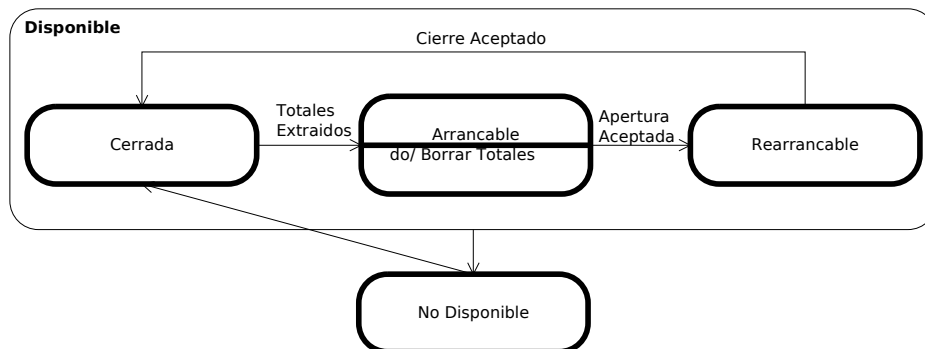 Disponible
Cierre Aceptado
Totales
Extraidos
Apertura
Aceptada
Cerrada
Arrancable
do/ Borrar Totales
Rearrancable
No Disponible